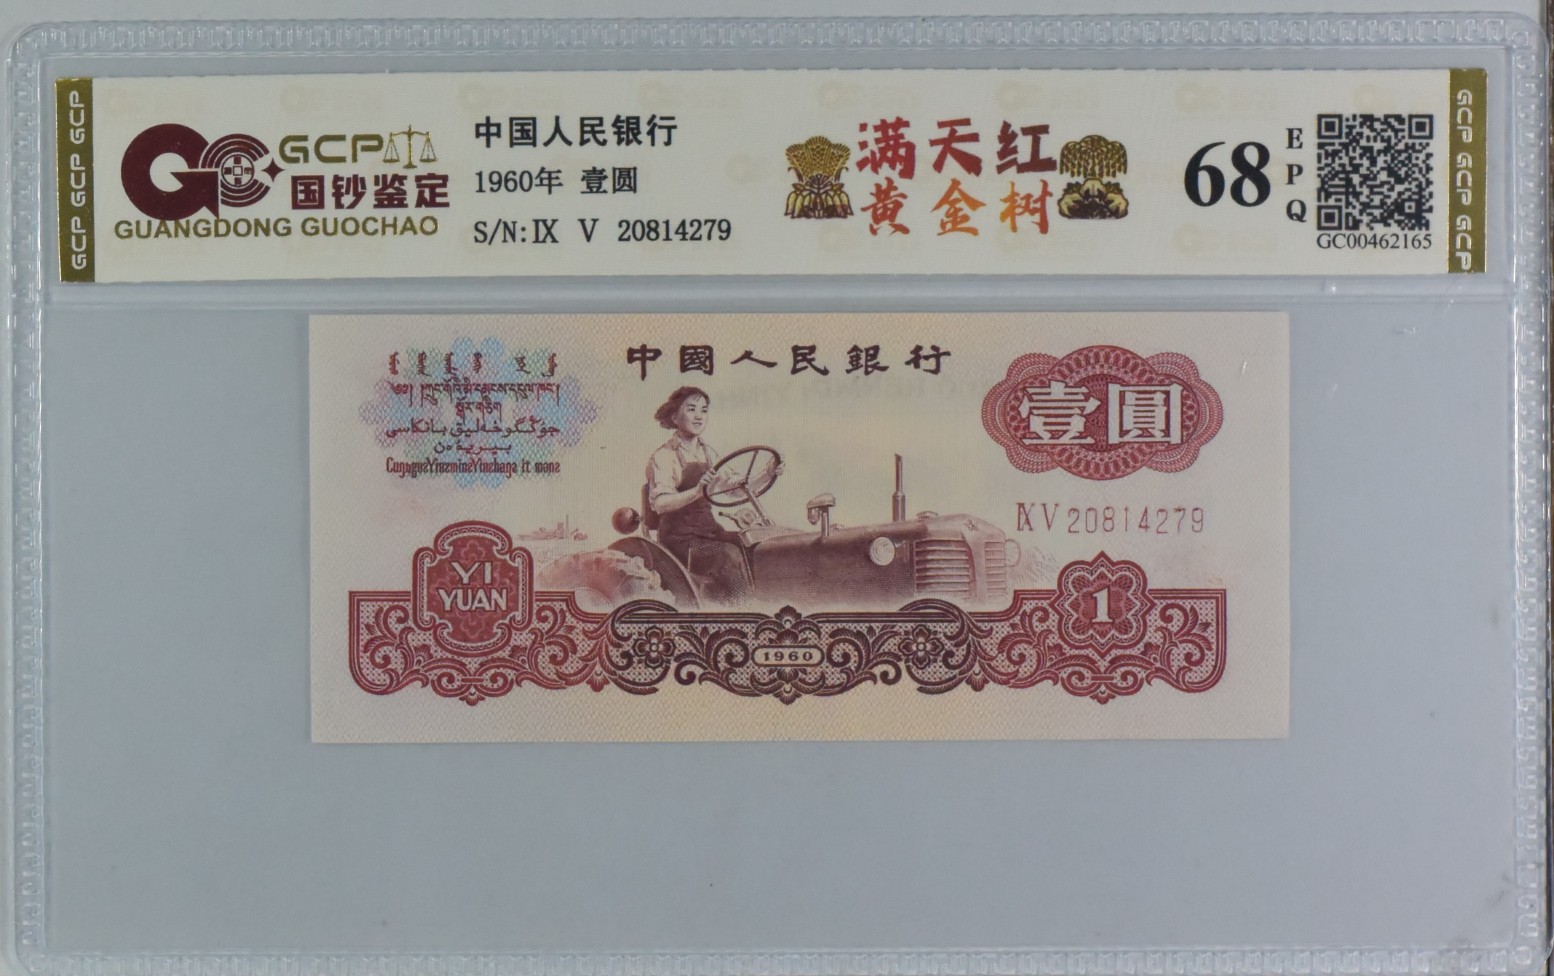 GCP GCP GCP
GCP
国钞鉴定
GUANGDONG GUOCHAO
中国人民银行
1960年 壹圆
S/N:IX V 20814279
满天红
黄金树
68
EPQ
GC00462165
GCP GCP GCP
中國人民銀行
壹圓
IX V 20814279
YI
YUAN
1
1960